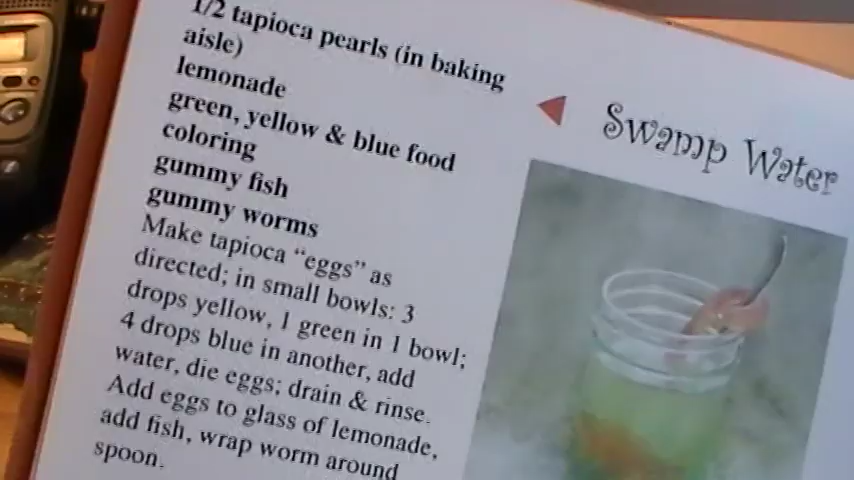 1/2 tapioca pearls (in baking
aisle)
lemonade
green, yellow & blue food
coloring
gummy fish
gummy worms
Make tapioca “eggs” as
directed; in small bowls: 3
drops yellow, 1 green in 1 bowl;
4 drops blue in another, add
water, die eggs; drain & rinse.
Add eggs to glass of lemonade,
add fish, wrap worm around
spoon.
Swamp Water